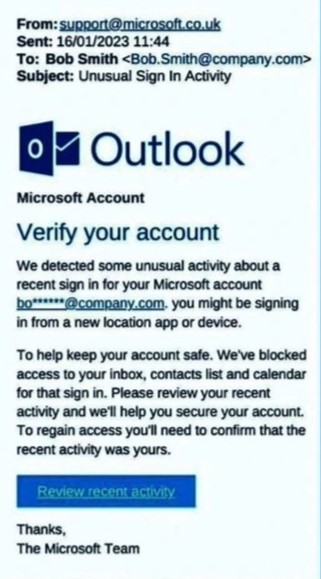 From: support@microsoft.co.uk
Sent: 16/01/2023 11:44
To: Bob Smith <Bob.Smith@company.com>
Subject: Unusual Sign In Activity
Outlook
Microsoft Account
Verify your account
We detected some unusual activity about a
recent sign in for your Microsoft account
bo******@company.com. you might be signing
in from a new location app or device.
To help keep your account safe. We've blocked
access to your inbox, contacts list and calendar
for that sign in. Please review your recent
activity and we'll help you secure your account.
To regain access you'll need to confirm that the
recent activity was yours.
Review recent activity
Thanks,
The Microsoft Team